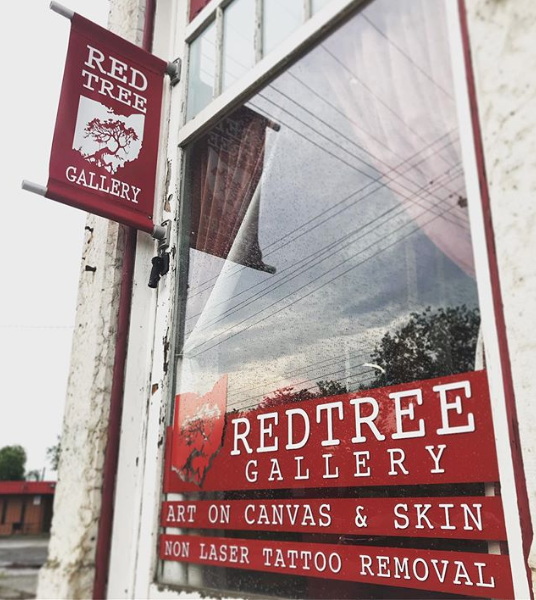 RED
TREE
GALLERY
REDTREE
GALLERY
ART ON CANVAS & SKIN
NON LASER TATTOO REMOVAL